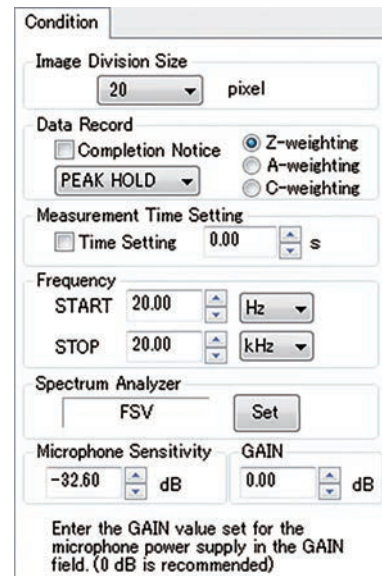 Condition
Image Division Size
20 pixel
Data Record
Completion Notice
Z-weighting
A-weighting
PEAK HOLD
C-weighting
Measurement Time Setting
Time Setting 0.00 s
Frequency
START 20.00 Hz
STOP 20.00 kHz
Spectrum Analyzer
FSV Set
Microphone Sensitivity GAIN
-32.60 dB 0.00 dB
Enter the GAIN value set for the
microphone power supply in the GAIN
field. (0 dB is recommended)